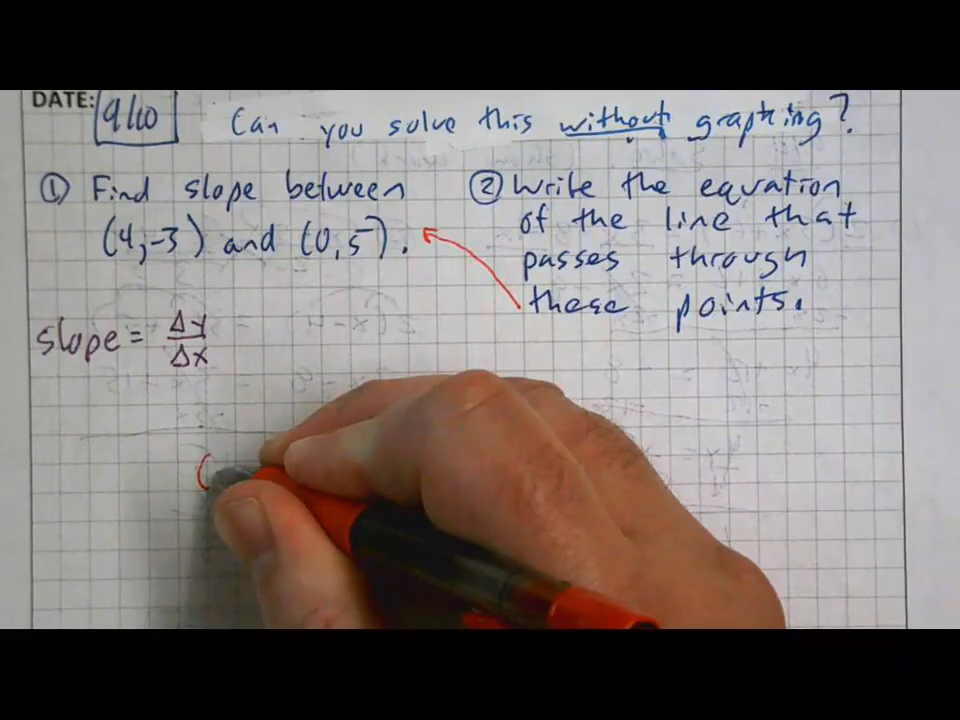 DATE: 9/10 Can you solve this without graphing?
① Find slope between
(4,-3) and (0,5).
② Write the equation
of the line that
passes through
these points.
slope = Δy
Δx
(